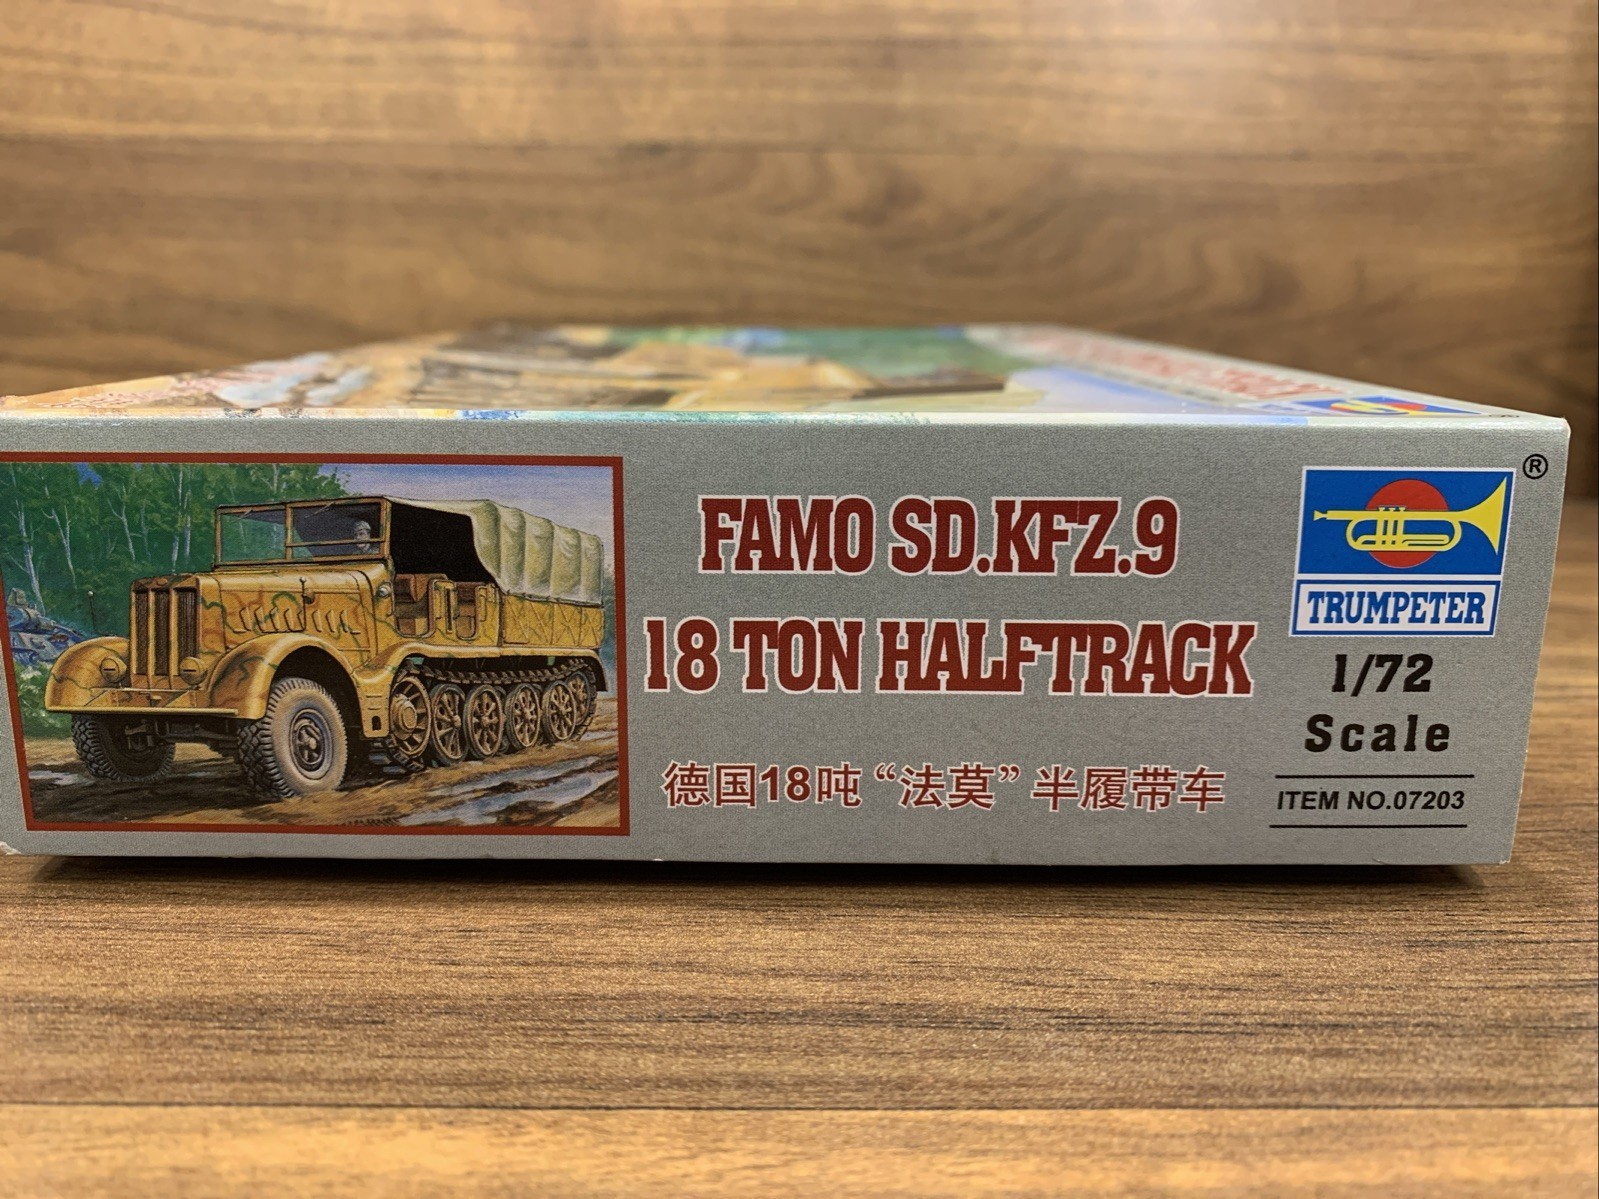 FAMO SD.KFZ.9
18 TON HALFTRACK
德国18吨“法莫”半履带车
®
TRUMPETER
1/72
Scale
ITEM NO.07203